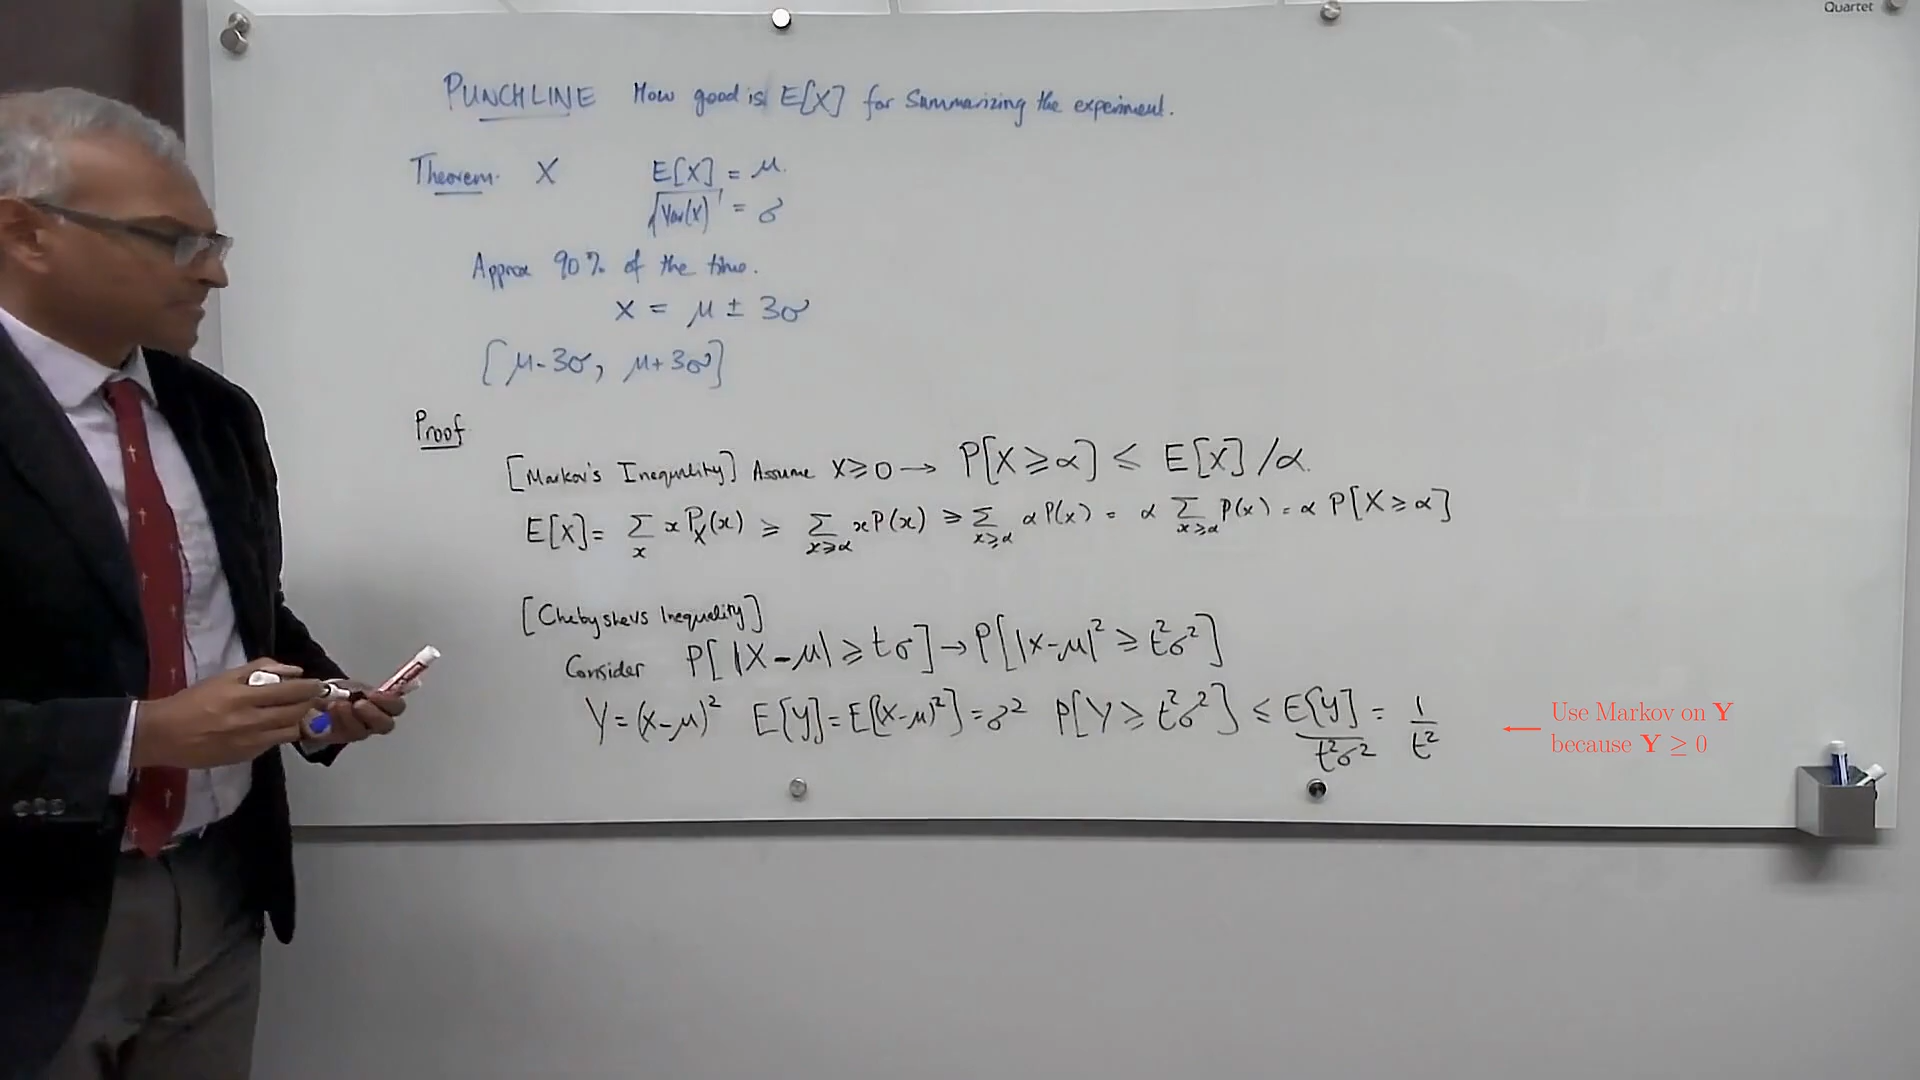 Quartet
PUNCHLINE How good is E[X] for Summarizing the experiment.
Theorem. X E[X] = μ.
√Var(X) = σ
Approx 90% of the time.
X = μ ± 3σ
[μ-3σ, μ+3σ]
Proof
[Markov's Inequality] Assume X≥0 → P[X≥α] ≤ E[X]/α.
E[X] = ∑_x x P_X(x) ≥ ∑_{x≥α} x P(x) ≥ ∑_{x≥α} α P(x) = α ∑_{x≥α} P(x) = α P[X≥α]
[Chebyshevs Inequality]
Consider P[|X-μ| ≥ tσ] → P[|X-μ|² ≥ t²σ²]
Y = (X-μ)² E[Y] = E[(X-μ)²] = σ² P[Y ≥ t²σ²] ≤ E[Y]/t²σ² = 1/t²
← Use Markov on Y
because Y ≥ 0